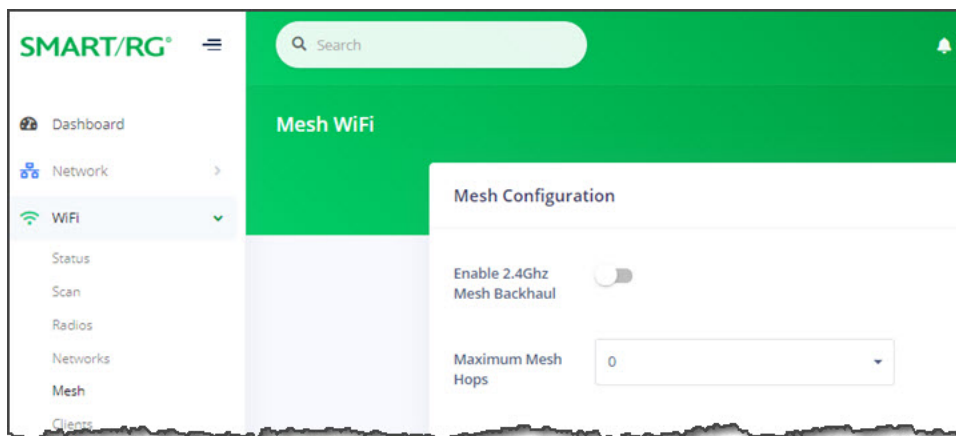 SMART/RG®
Search
Dashboard
Network
WiFi
Status
Scan
Radios
Networks
Mesh
Clients
Mesh WiFi
Mesh Configuration
Enable 2.4Ghz
Mesh Backhaul
Maximum Mesh
Hops
0